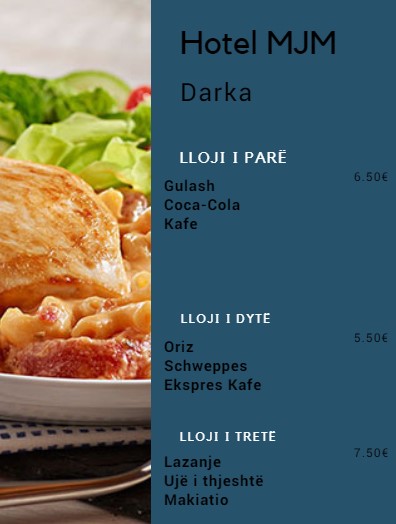 Hotel MJM
Darka
LLOJI I PARË
6.50€
Gulash
Coca-Cola
Kafe
LLOJI I DYTË
5.50€
Oriz
Schweppes
Ekspres Kafe
LLOJI I TRETË
7.50€
Lazanje
Ujë i thjeshtë
Makiatio